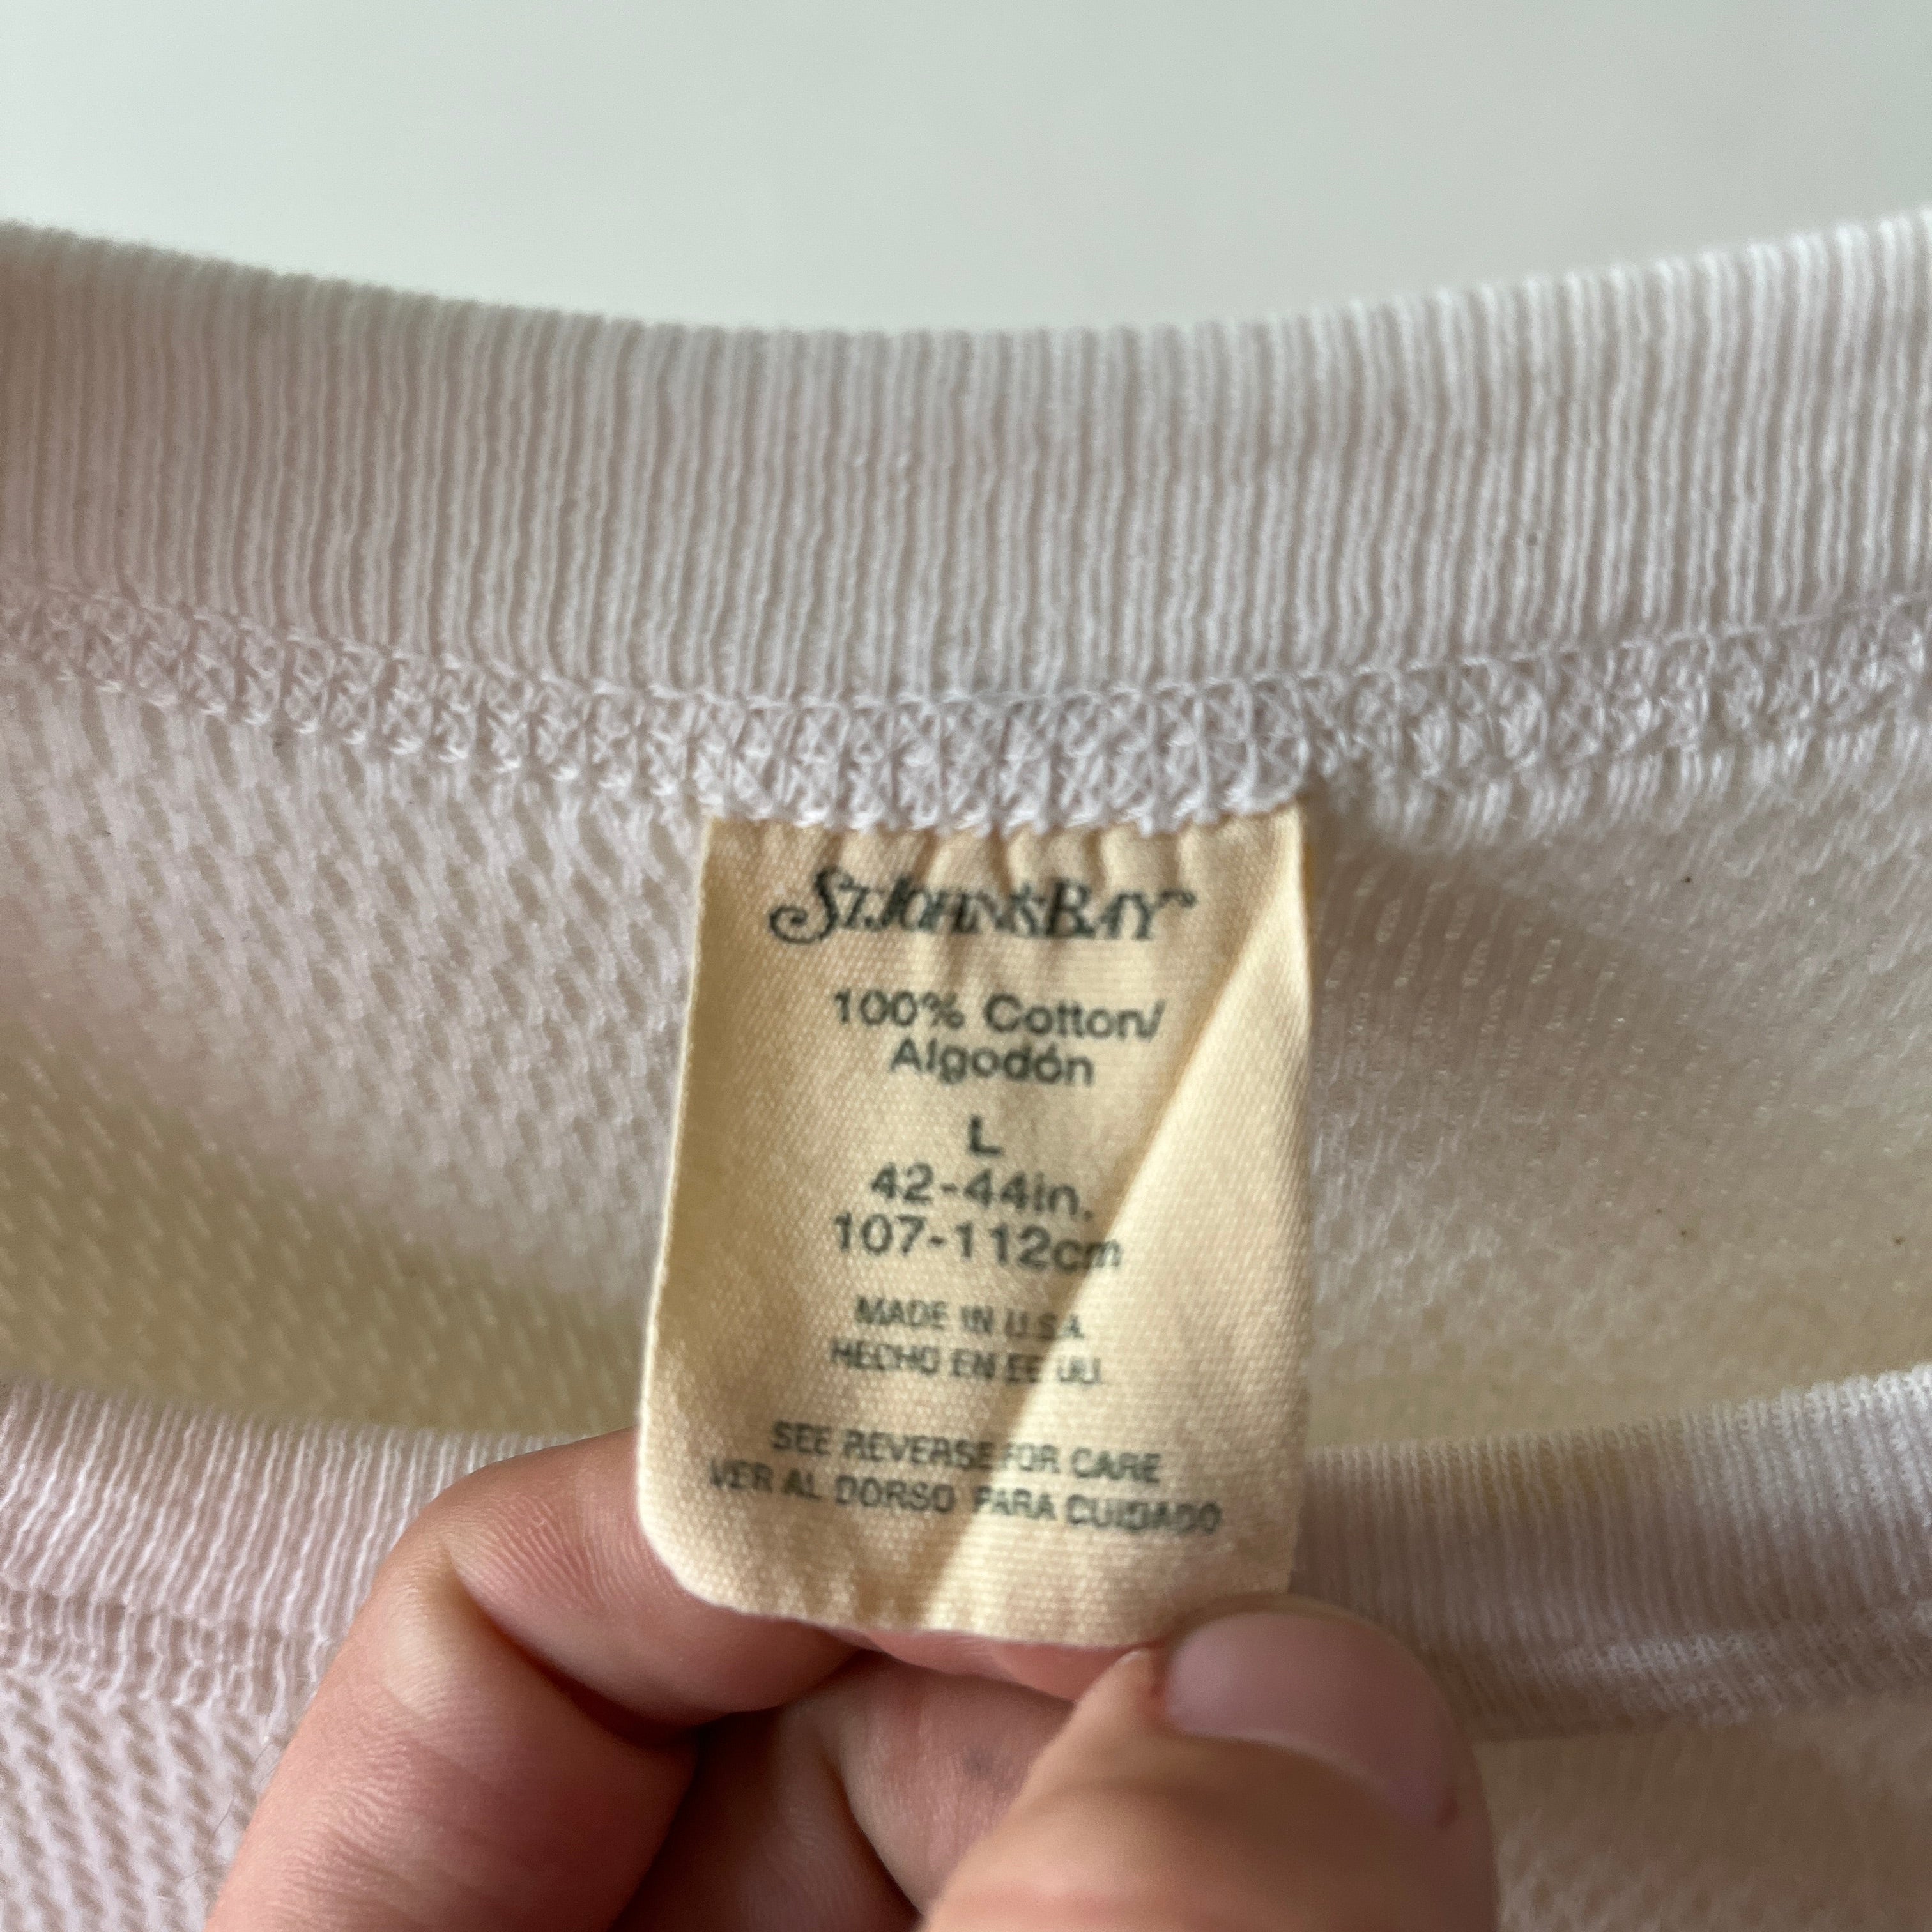 ST. JOHN'S BAY™
100% Cotton/
Algodón
L
42-44in.
107-112cm
MADE IN U.S.A.
HECHO EN EE UU.
SEE REVERSE FOR CARE
VER AL DORSO PARA CUIDADO